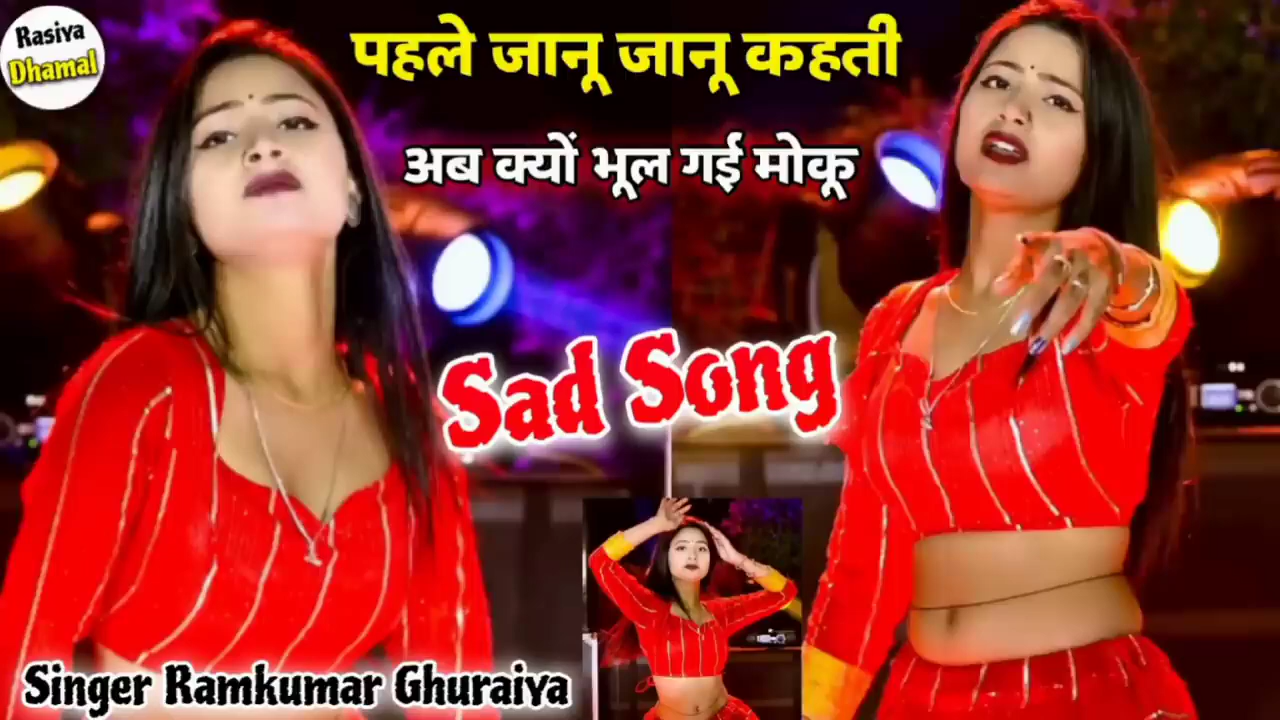 Rasiya
Dhamal
पहले जानू जानू कहती
अब क्यों भूल गई मोकू
Sad Song
Singer Ramkumar Ghuraiya